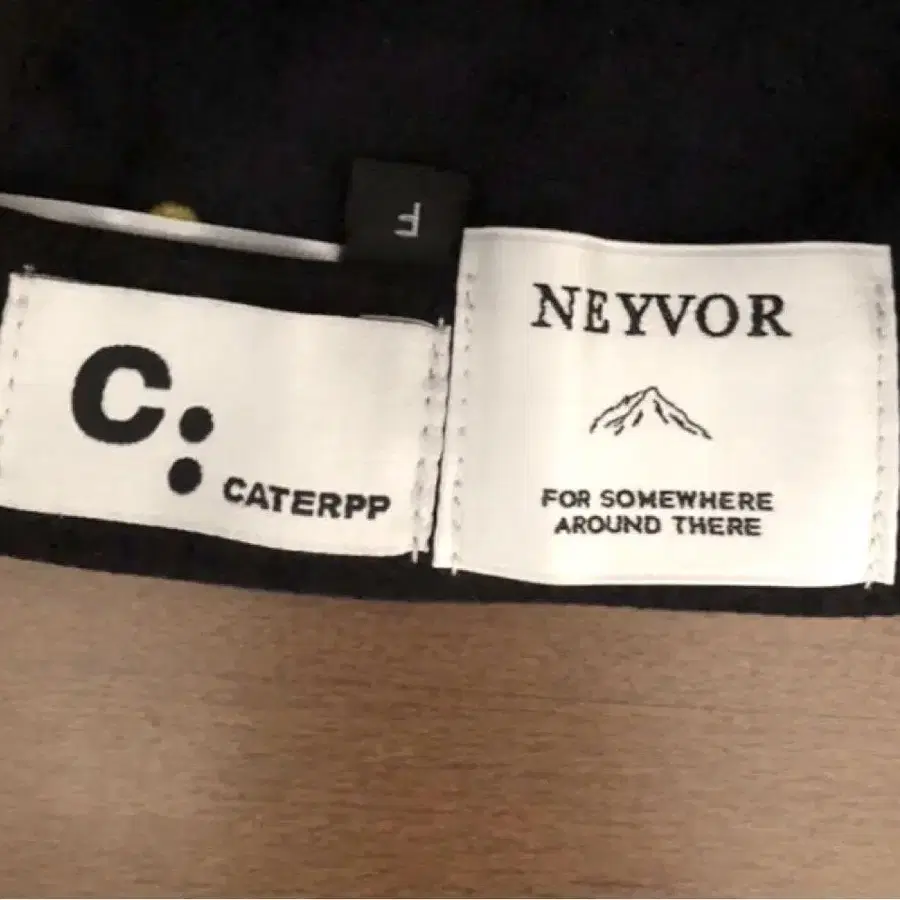 F
C:
CATERPP
NEYVOR
FOR SOMEWHERE
AROUND THERE